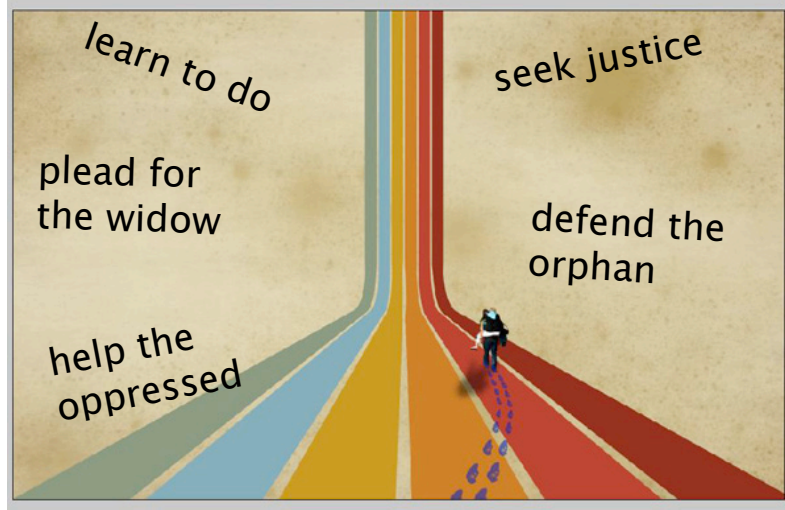 learn to do
seek justice
plead for
the widow
defend the
orphan
help the
oppressed